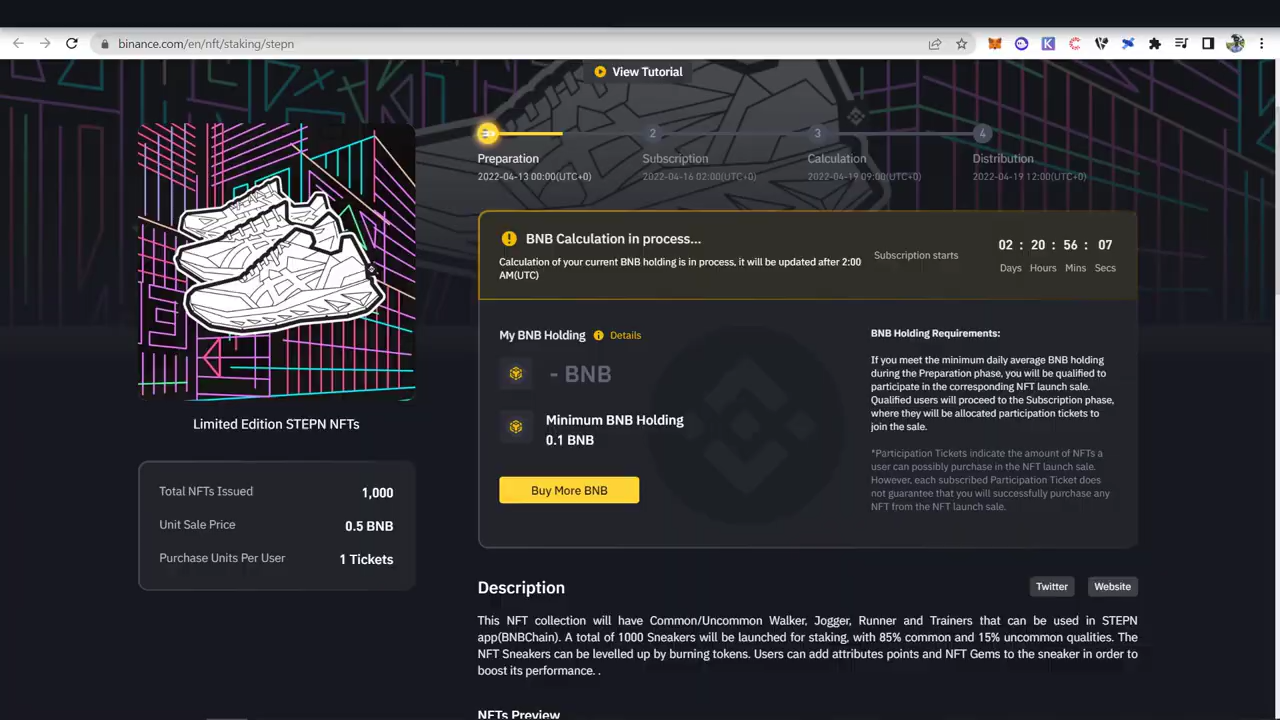 binance.com/en/nft/staking/stepn
View Tutorial
1
2
3
4
Preparation
Subscription
Calculation
Distribution
2022-04-13 00:00(UTC+0)
2022-04-16 02:00(UTC+0)
2022-04-19 09:00(UTC+0)
2022-04-19 12:00(UTC+0)
BNB Calculation in process...
Calculation of your current BNB holding is in process, it will be updated after 2:00
AM(UTC)
Subscription starts
02 : 20 : 56 : 07
Days Hours Mins Secs
Limited Edition STEPN NFTs
Total NFTs Issued 1,000
Unit Sale Price 0.5 BNB
Purchase Units Per User 1 Tickets
My BNB Holding Details
- BNB
Minimum BNB Holding
0.1 BNB
Buy More BNB
BNB Holding Requirements:
If you meet the minimum daily average BNB holding
during the Preparation phase, you will be qualified to
participate in the corresponding NFT launch sale.
Qualified users will proceed to the Subscription phase,
where they will be allocated participation tickets to
join the sale.
*Participation Tickets indicate the amount of NFTs a
user can possibly purchase in the NFT launch sale.
However, each subscribed Participation Ticket does
not guarantee that you will successfully purchase any
NFT from the NFT launch sale.
Description
Twitter
Website
This NFT collection will have Common/Uncommon Walker, Jogger, Runner and Trainers that can be used in STEPN
app(BNBChain). A total of 1000 Sneakers will be launched for staking, with 85% common and 15% uncommon qualities. The
NFT Sneakers can be levelled up by burning tokens. Users can add attributes points and NFT Gems to the sneaker in order to
boost its performance. .
NFTs Preview